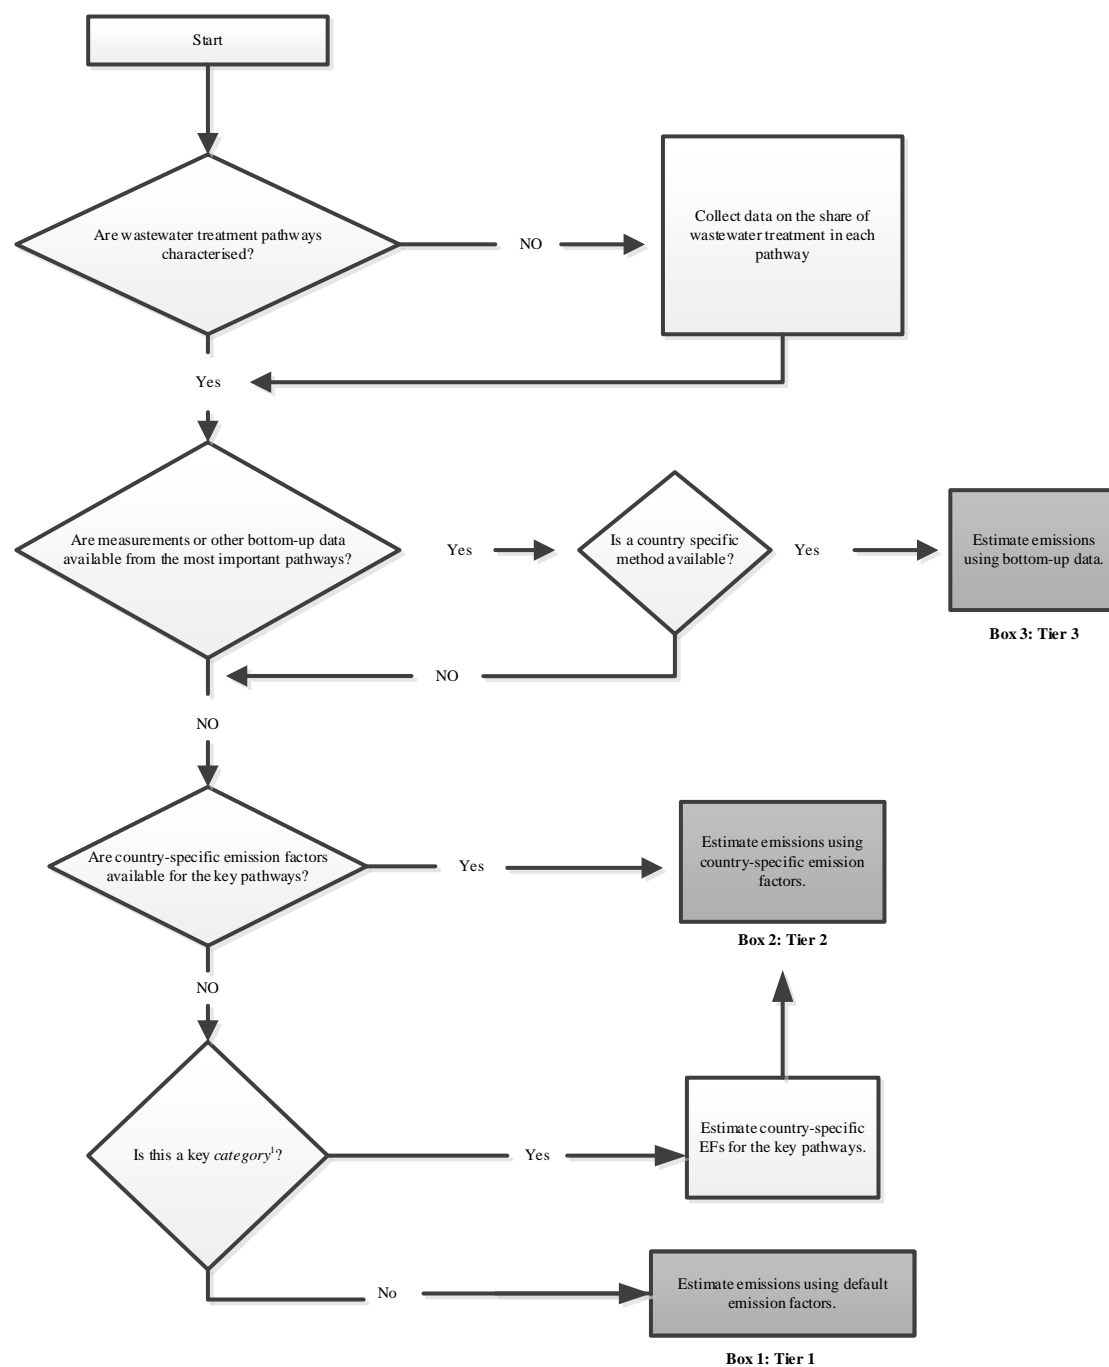 Start
Are wastewater treatment pathways
characterised?
NO
Collect data on the share of
wastewater treatment in each
pathway
Yes
Are measurements or other bottom-up data
available from the most important pathways?
Yes
Is a country specific
method available?
Yes
Estimate emissions
using bottom-up data.
Box 3: Tier 3
NO
NO
Are country-specific emission factors
available for the key pathways?
Yes
Estimate emissions using
country-specific emission
factors.
Box 2: Tier 2
NO
Is this a key category¹?
Yes
Estimate country-specific
EFs for the key pathways.
No
Estimate emissions using default
emission factors.
Box 1: Tier 1